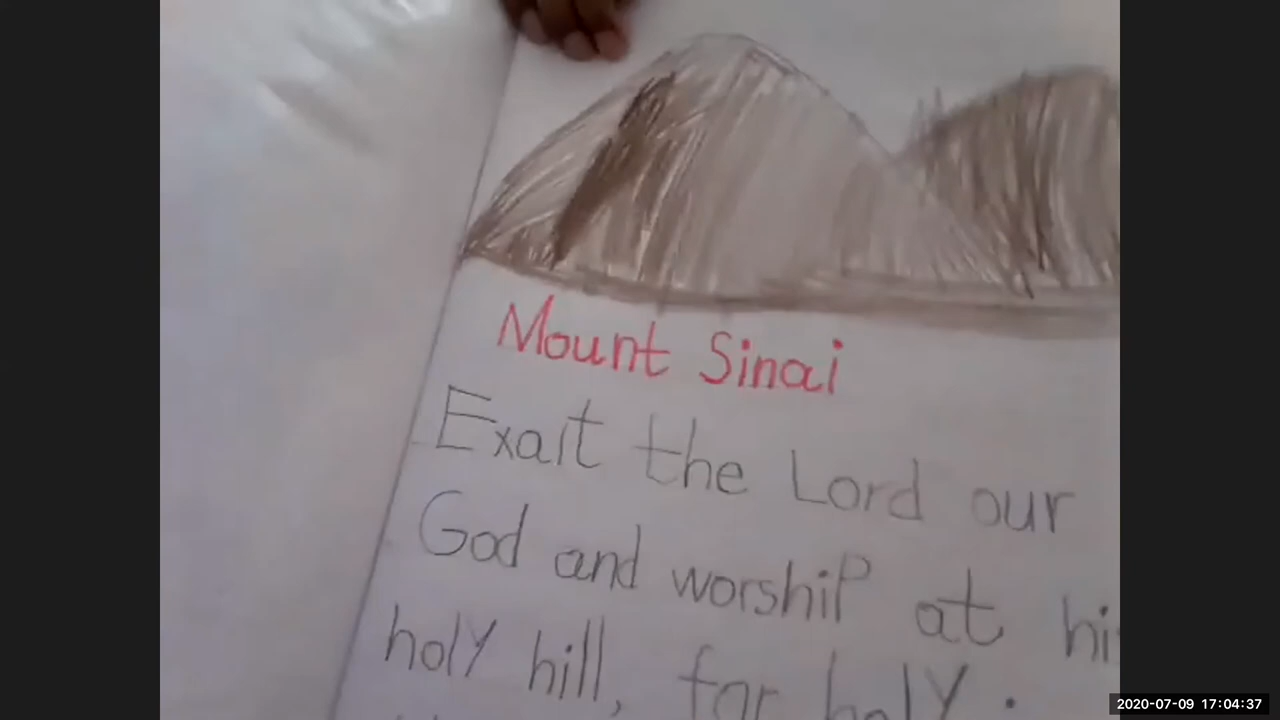 Mount Sinai
Exalt the Lord our
God and worship at hi
holy hill, for holy
2020-07-09 17:04:37